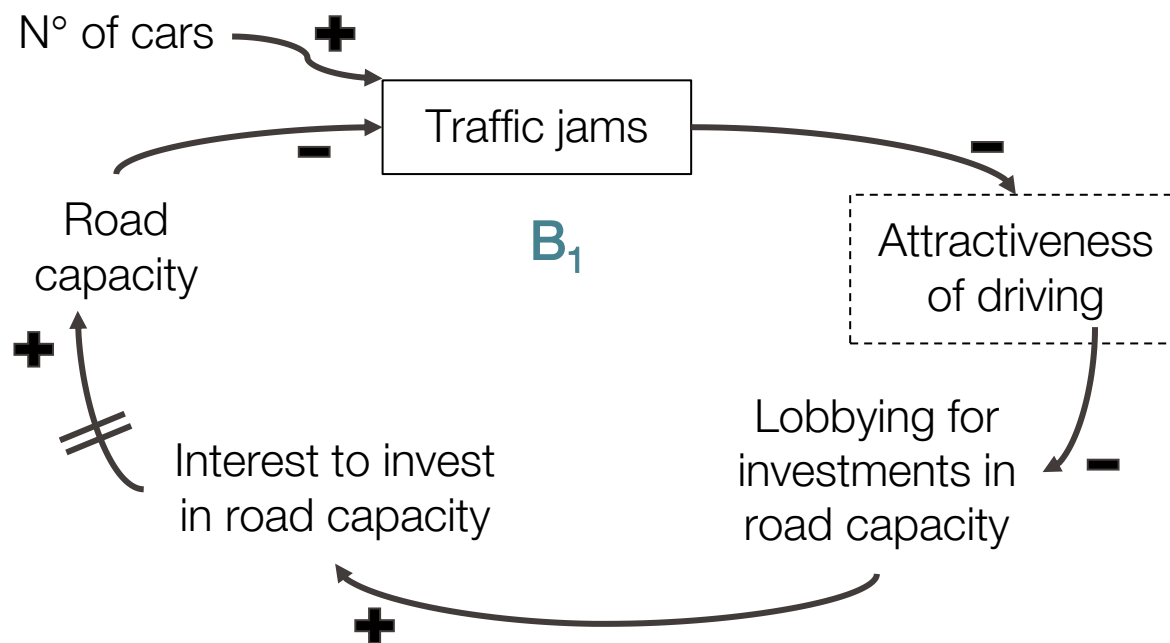 N° of cars
+
Traffic jams
-
-
Road
capacity
B₁
Attractiveness
of driving
+
Lobbying for
investments in
road capacity
-
Interest to invest
in road capacity
+